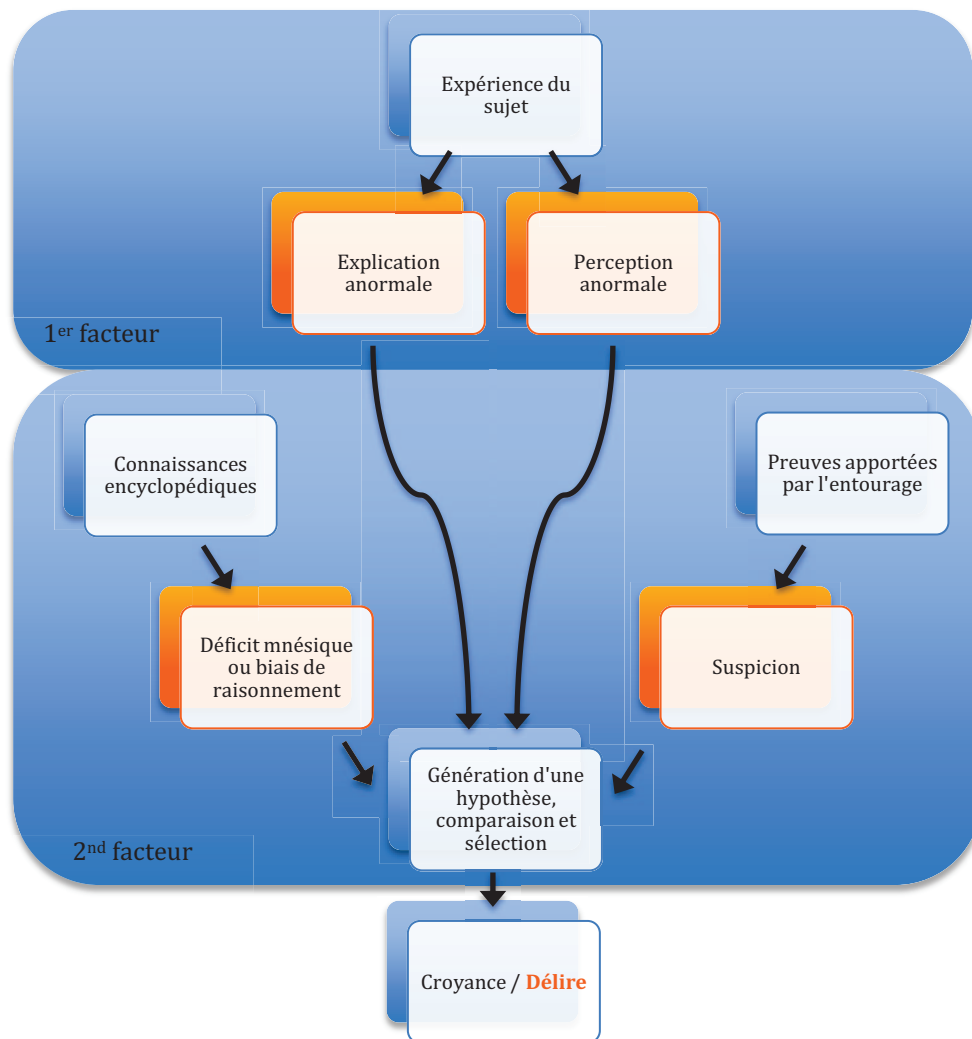 Expérience du
sujet
Explication
anormale
Perception
anormale
1er facteur
Connaissances
encyclopédiques
Preuves apportées
par l'entourage
Déficit mnésique
ou biais de
raisonnement
Suspicion
Génération d'une
hypothèse,
comparaison et
sélection
2nd facteur
Croyance / Délire